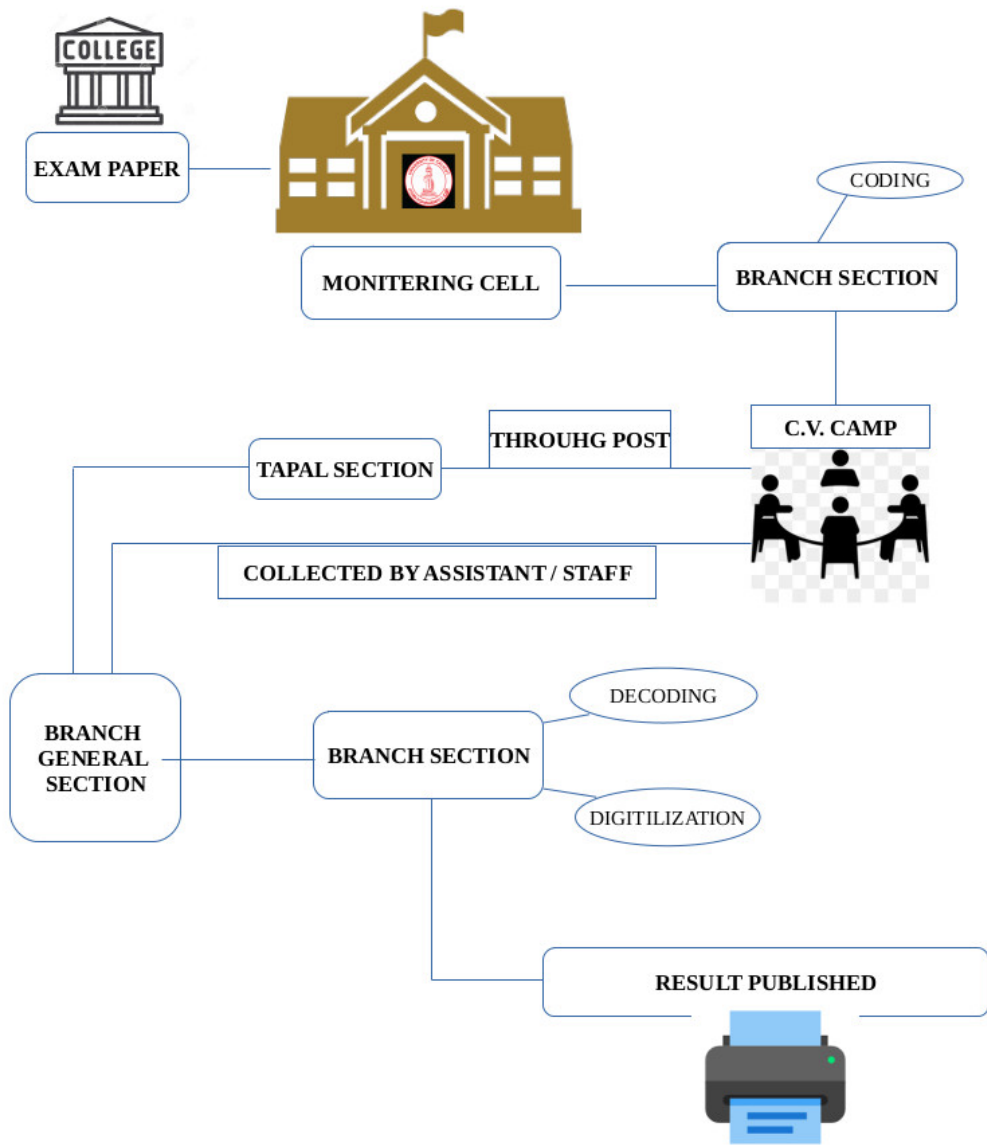 COLLEGE
EXAM PAPER
CODING
MONITERING CELL
BRANCH SECTION
C.V. CAMP
THROUHG POST
TAPAL SECTION
COLLECTED BY ASSISTANT / STAFF
BRANCH
GENERAL
SECTION
BRANCH SECTION
DECODING
DIGITILIZATION
RESULT PUBLISHED